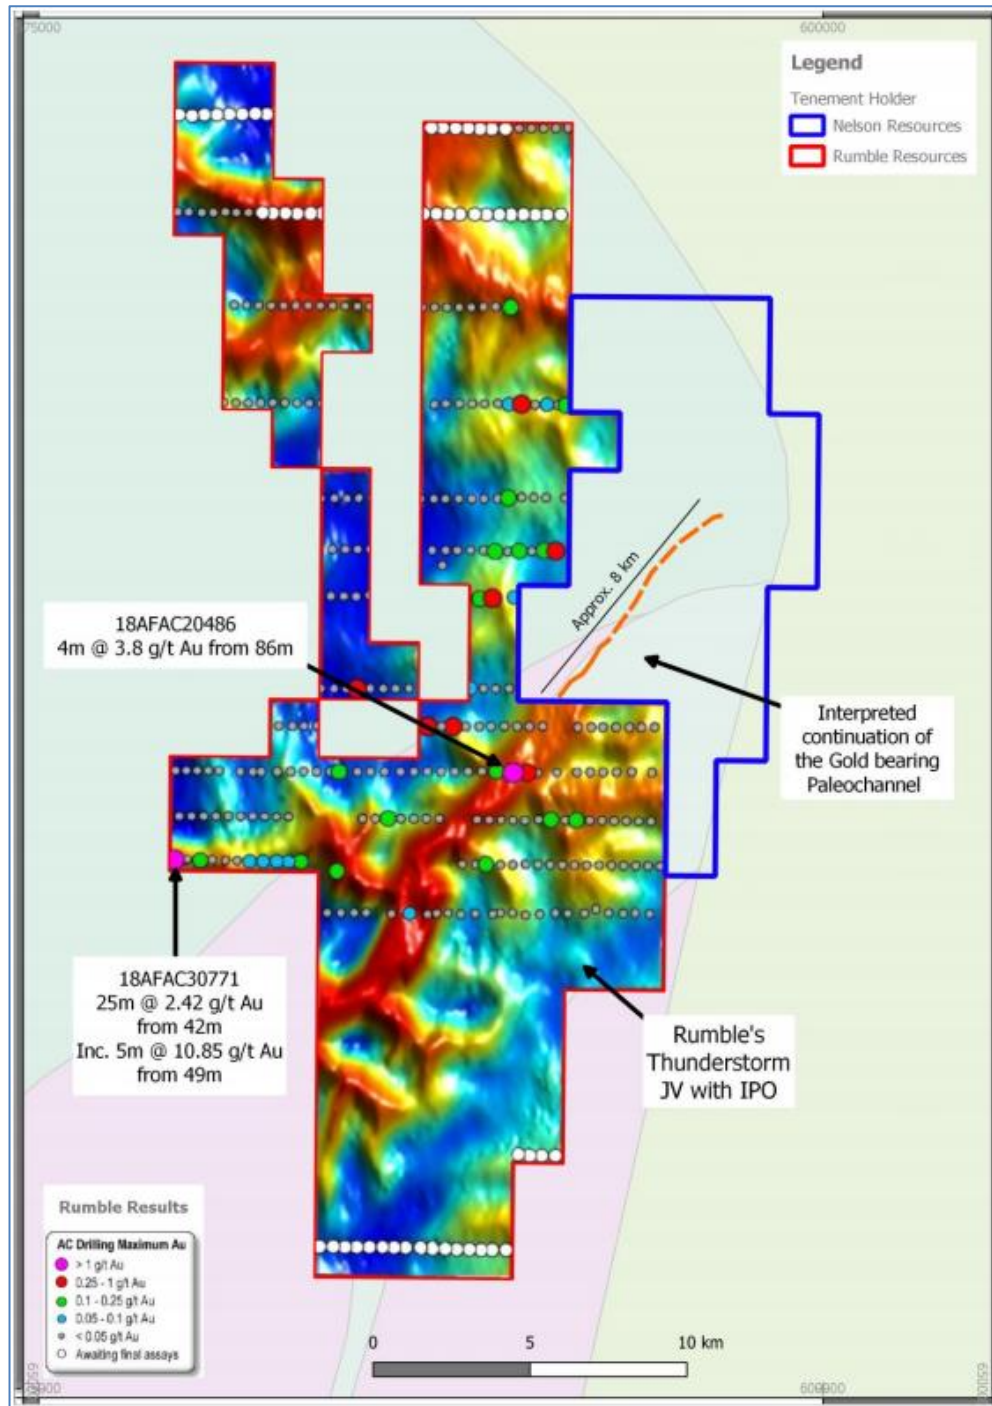 75000
600000
Legend
Tenement Holder
Nelson Resources
Rumble Resources
Approx. 8 km
18AFAC20486
4m @ 3.8 g/t Au from 86m
Interpreted
continuation of
the Gold bearing
Paleochannel
18AFAC30771
25m @ 2.42 g/t Au
from 42m
Inc. 5m @ 10.85 g/t Au
from 49m
Rumble's
Thunderstorm
JV with IPO
Rumble Results
AC Drilling Maximum Au
> 1 g/t Au
0.25 - 1 g/t Au
0.1 - 0.25 g/t Au
0.05 - 0.1 g/t Au
< 0.05 g/t Au
Awaiting final assays
0
5
10 km